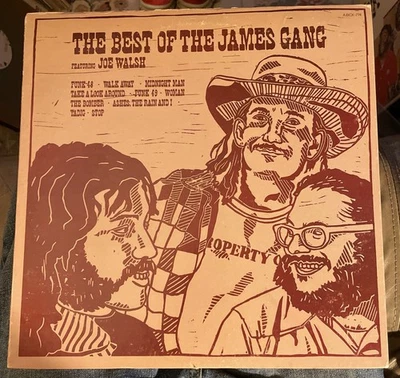 THE BEST OF THE JAMES GANG
FEATURING JOE WALSH
FUNK 48 · WALK AWAY · MIDNIGHT MAN
TAKE A LOOK AROUND · FUNK 49 · WOMAN
THE BOMBER · ASHES, THE RAIN AND I
YADIG · STOP
ROPERTY O